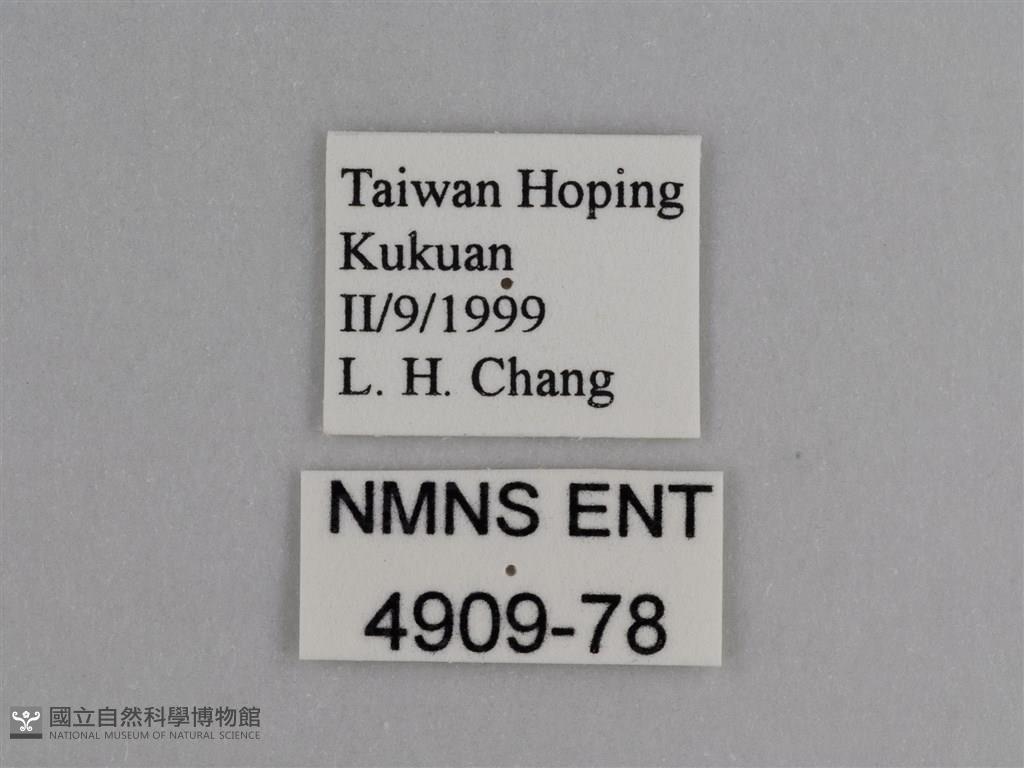 Taiwan Hoping
Kukuan
II/9/1999
L. H. Chang
NMNS ENT
4909-78
國立自然科學博物館
NATIONAL MUSEUM OF NATURAL SCIENCE